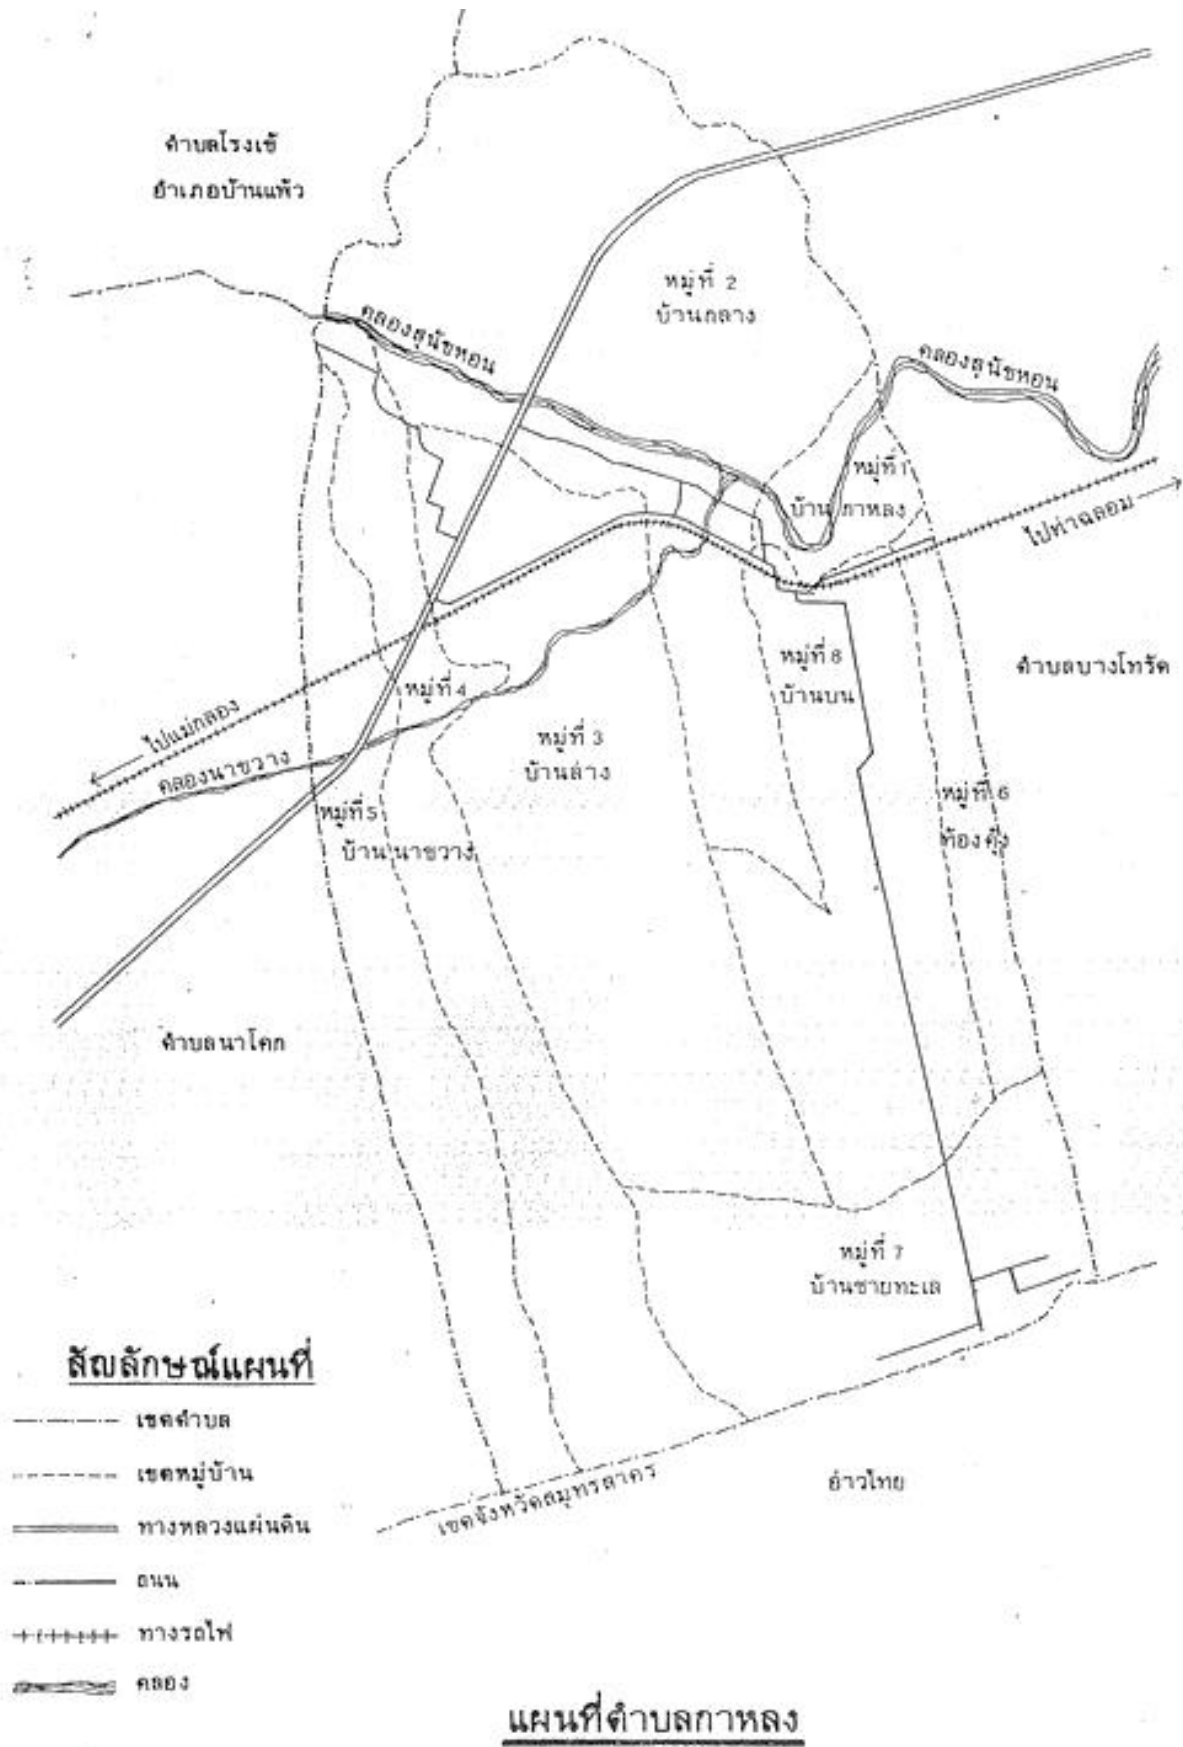 ตำบลโรงเข้
อำเภอบ้านแพ้ว
หมู่ที่ 2
บ้านกลาง
คลองสุนัขหอน
คลองสุนัขหอน
หมู่ที่ 1
บ้านกาหลง
ไปท่าฉลอม
หมู่ที่ 8
บ้านบน
ตำบลบางโทรัด
หมู่ที่ 4
ไปแม่กลอง
คลองนาขวาง
หมู่ที่ 3
บ้านล่าง
หมู่ที่ 5
บ้านนาขวาง
หมู่ที่ 6
ท้องคุ้ง
ตำบลนาโคก
หมู่ที่ 7
บ้านชายทะเล
สัญลักษณ์แผนที่
เขตตำบล
เขตหมู่บ้าน
ทางหลวงแผ่นดิน
ถนน
ทางรถไฟ
คลอง
เขตจังหวัดสมุทรสาคร
อ่าวไทย
แผนที่ตำบลกาหลง